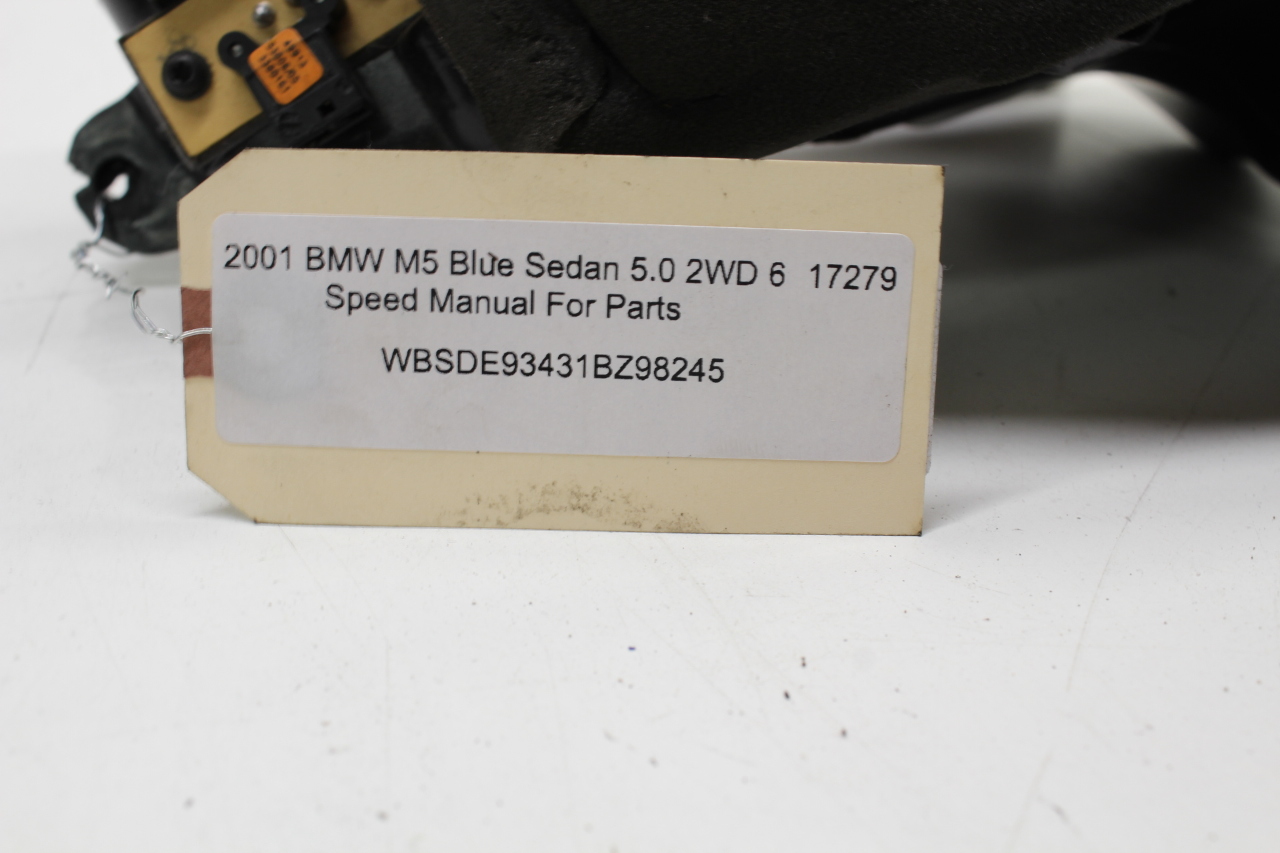 2001 BMW M5 Blue Sedan 5.0 2WD 6 17279
Speed Manual For Parts
WBSDE93431BZ98245